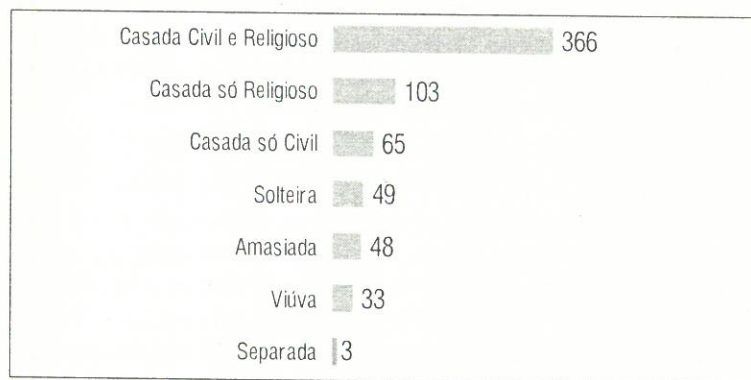 Casada Civil e Religioso 366
Casada só Religioso 103
Casada só Civil 65
Solteira 49
Amasiada 48
Viúva 33
Separada 3